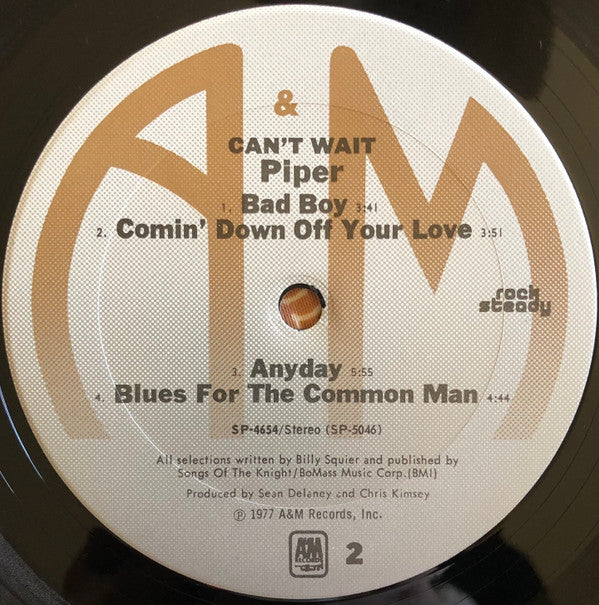 A & M
CAN'T WAIT
Piper
1. Bad Boy 3:41
2. Comin' Down Off Your Love 3:51
rock
steady
3. Anyday 5:55
4. Blues For The Common Man 4:44
SP-4654/Stereo (SP-5046)
All selections written by Billy Squier and published by
Songs Of The Knight/BoMass Music Corp.(BMI)
Produced by Sean Delaney and Chris Kimsey
℗ 1977 A&M Records, Inc.
A&M
RECORDS
2